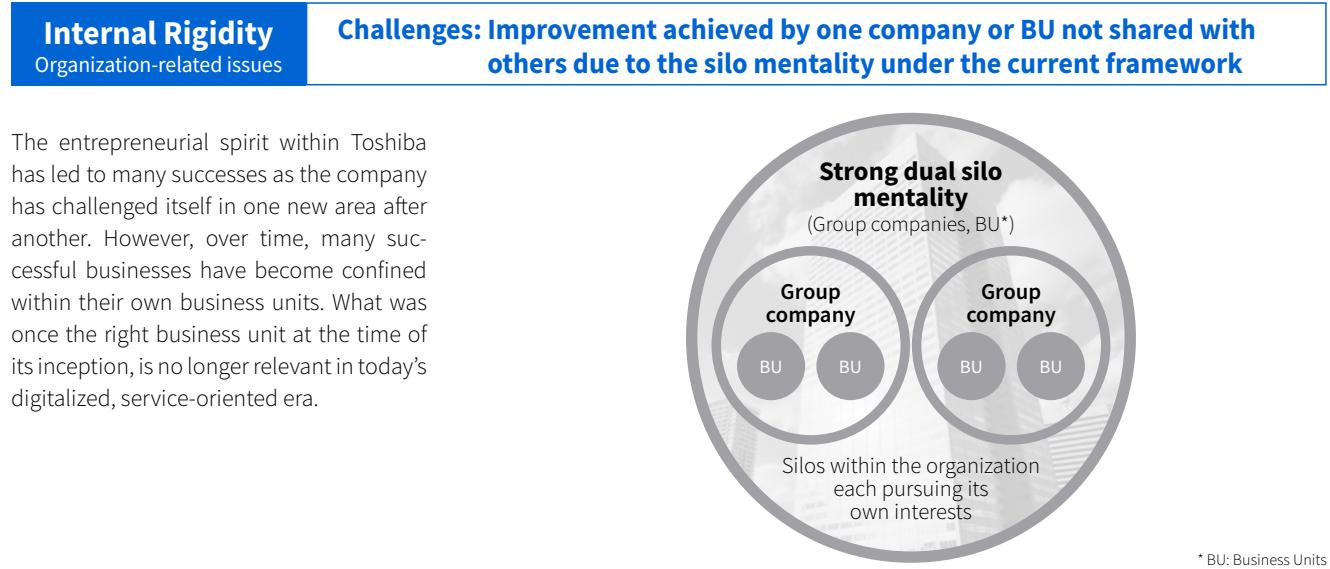 Internal Rigidity
Organization-related issues
Challenges: Improvement achieved by one company or BU not shared with
others due to the silo mentality under the current framework
The entrepreneurial spirit within Toshiba
has led to many successes as the company
has challenged itself in one new area after
another. However, over time, many suc-
cessful businesses have become confined
within their own business units. What was
once the right business unit at the time of
its inception, is no longer relevant in today’s
digitalized, service-oriented era.
Strong dual silo
mentality
(Group companies, BU*)
Group
company
BU BU
Group
company
BU BU
Silos within the organization
each pursuing its
own interests
* BU: Business Units